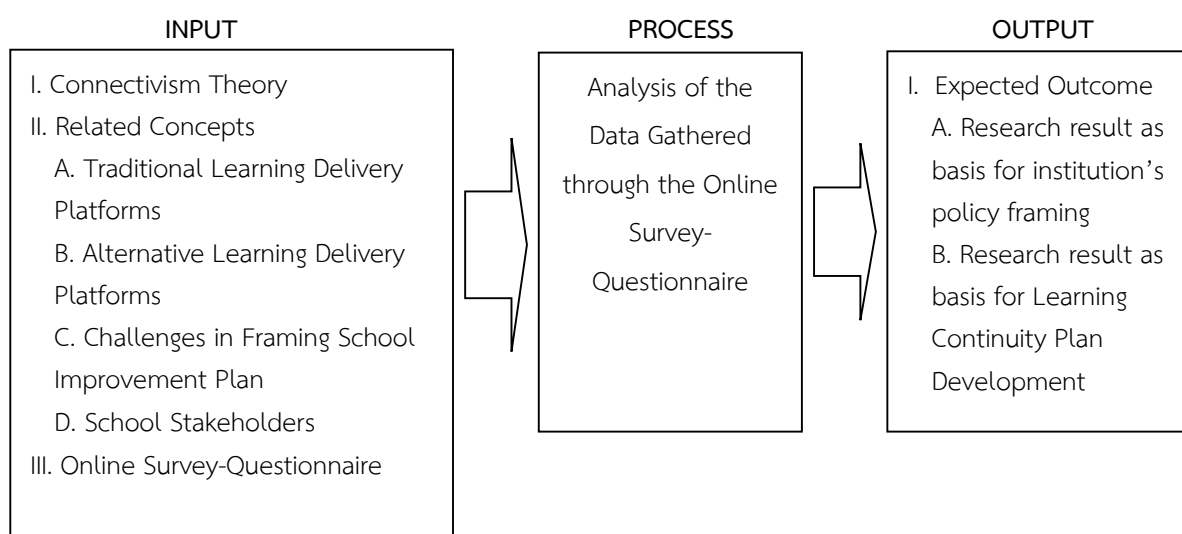 INPUT
I. Connectivism Theory
II. Related Concepts
A. Traditional Learning Delivery
Platforms
B. Alternative Learning Delivery
Platforms
C. Challenges in Framing School
Improvement Plan
D. School Stakeholders
III. Online Survey-Questionnaire
PROCESS
Analysis of the
Data Gathered
through the Online
Survey-
Questionnaire
OUTPUT
I. Expected Outcome
A. Research result as
basis for institution’s
policy framing
B. Research result as
basis for Learning
Continuity Plan
Development